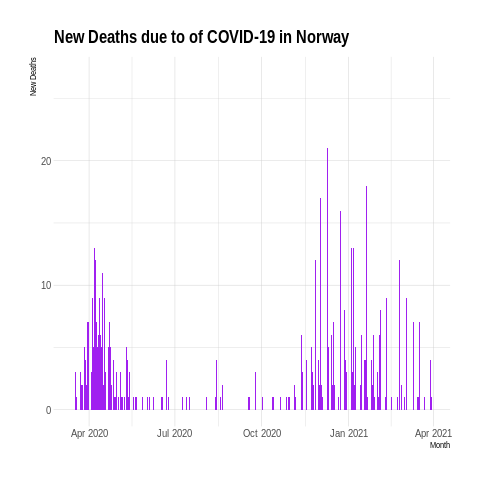 New Deaths due to of COVID-19 in Norway
New Deaths
20
10
0
Apr 2020 Jul 2020 Oct 2020 Jan 2021 Apr 2021
Month